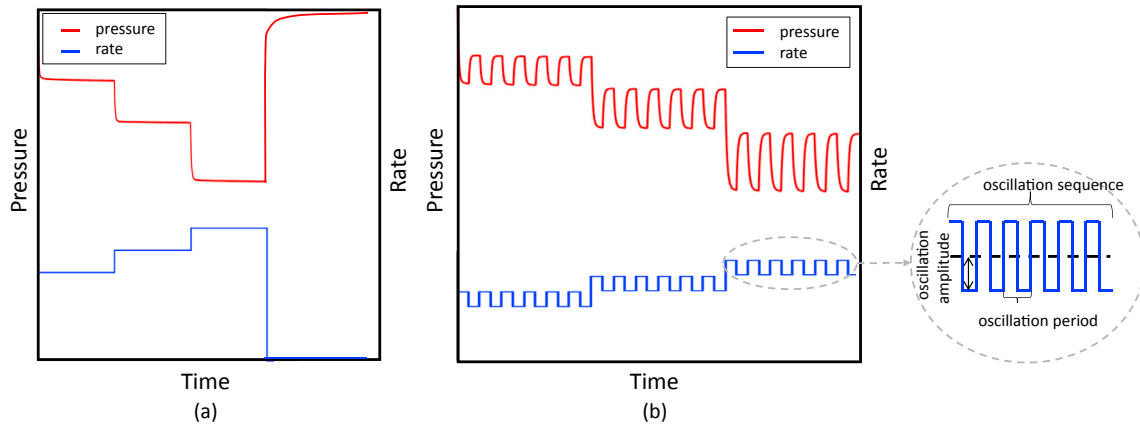 pressure
rate
Pressure
Rate
Time
(a)
pressure
rate
Pressure
Rate
Time
(b)
oscillation sequence
oscillation
amplitude
oscillation period